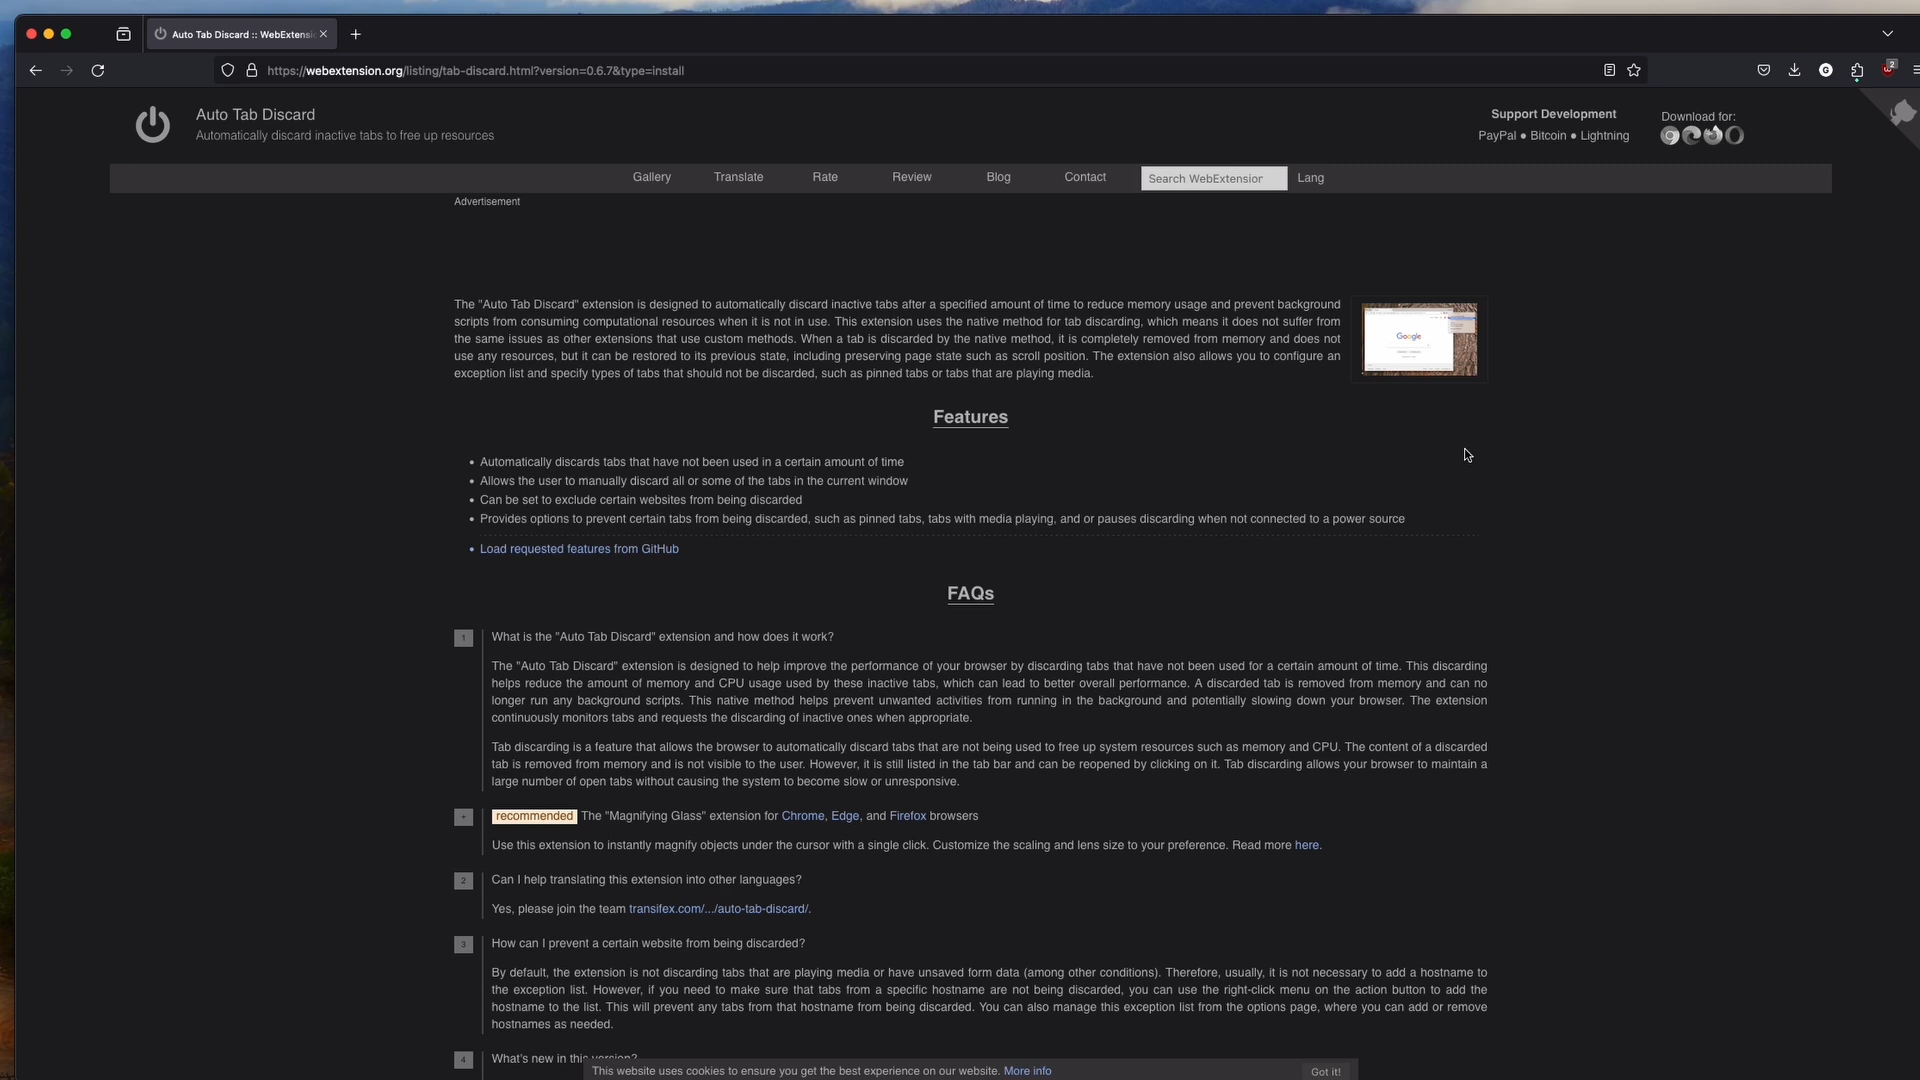 Auto Tab Discard :: WebExtensi
https://webextension.org/listing/tab-discard.html?version=0.6.7&type=install
2
Auto Tab Discard
Automatically discard inactive tabs to free up resources
Support Development
PayPal ● Bitcoin ● Lightning
Download for:
Gallery Translate Rate Review Blog Contact Search WebExtension Lang
Advertisement
The "Auto Tab Discard" extension is designed to automatically discard inactive tabs after a specified amount of time to reduce memory usage and prevent background
scripts from consuming computational resources when it is not in use. This extension uses the native method for tab discarding, which means it does not suffer from
the same issues as other extensions that use custom methods. When a tab is discarded by the native method, it is completely removed from memory and does not
use any resources, but it can be restored to its previous state, including preserving page state such as scroll position. The extension also allows you to configure an
exception list and specify types of tabs that should not be discarded, such as pinned tabs or tabs that are playing media.
Google
Features
• Automatically discards tabs that have not been used in a certain amount of time
• Allows the user to manually discard all or some of the tabs in the current window
• Can be set to exclude certain websites from being discarded
• Provides options to prevent certain tabs from being discarded, such as pinned tabs, tabs with media playing, and or pauses discarding when not connected to a power source
• Load requested features from GitHub
FAQs
1 What is the "Auto Tab Discard" extension and how does it work?
The "Auto Tab Discard" extension is designed to help improve the performance of your browser by discarding tabs that have not been used for a certain amount of time. This discarding
helps reduce the amount of memory and CPU usage used by these inactive tabs, which can lead to better overall performance. A discarded tab is removed from memory and can no
longer run any background scripts. This native method helps prevent unwanted activities from running in the background and potentially slowing down your browser. The extension
continuously monitors tabs and requests the discarding of inactive ones when appropriate.
Tab discarding is a feature that allows the browser to automatically discard tabs that are not being used to free up system resources such as memory and CPU. The content of a discarded
tab is removed from memory and is not visible to the user. However, it is still listed in the tab bar and can be reopened by clicking on it. Tab discarding allows your browser to maintain a
large number of open tabs without causing the system to become slow or unresponsive.
+ recommended The "Magnifying Glass" extension for Chrome, Edge, and Firefox browsers
Use this extension to instantly magnify objects under the cursor with a single click. Customize the scaling and lens size to your preference. Read more here.
2 Can I help translating this extension into other languages?
Yes, please join the team transifex.com/.../auto-tab-discard/.
3 How can I prevent a certain website from being discarded?
By default, the extension is not discarding tabs that are playing media or have unsaved form data (among other conditions). Therefore, usually, it is not necessary to add a hostname to
the exception list. However, if you need to make sure that tabs from a specific hostname are not being discarded, you can use the right-click menu on the action button to add the
hostname to the list. This will prevent any tabs from that hostname from being discarded. You can also manage this exception list from the options page, where you can add or remove
hostnames as needed.
4 What's new in this version?
This website uses cookies to ensure you get the best experience on our website. More info Got it!